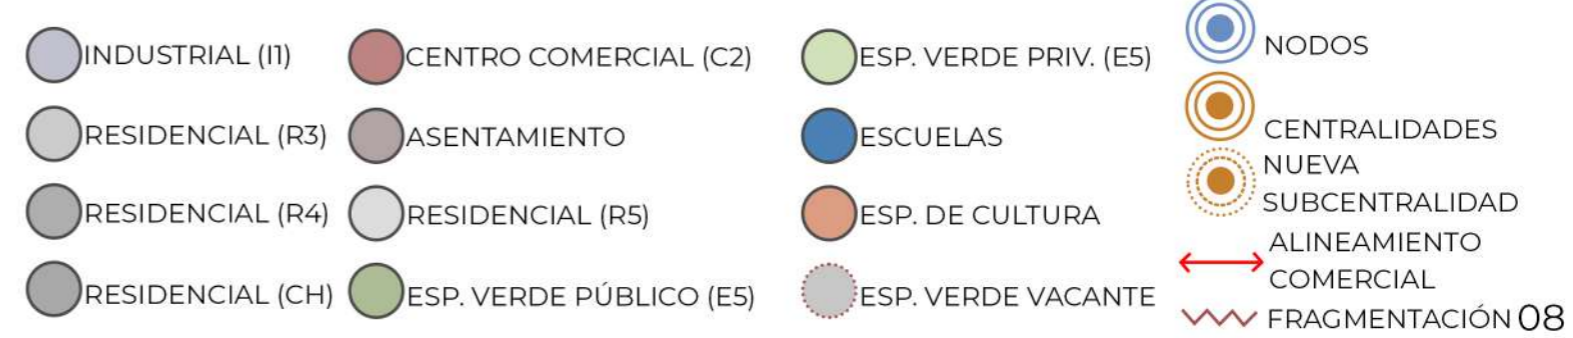 INDUSTRIAL (I1)
RESIDENCIAL (R3)
RESIDENCIAL (R4)
RESIDENCIAL (CH)
CENTRO COMERCIAL (C2)
ASENTAMIENTO
RESIDENCIAL (R5)
ESP. VERDE PÚBLICO (E5)
ESP. VERDE PRIV. (E5)
ESCUELAS
ESP. DE CULTURA
ESP. VERDE VACANTE
NODOS
CENTRALIDADES
NUEVA
SUBCENTRALIDAD
ALINEAMIENTO
COMERCIAL
FRAGMENTACIÓN 08